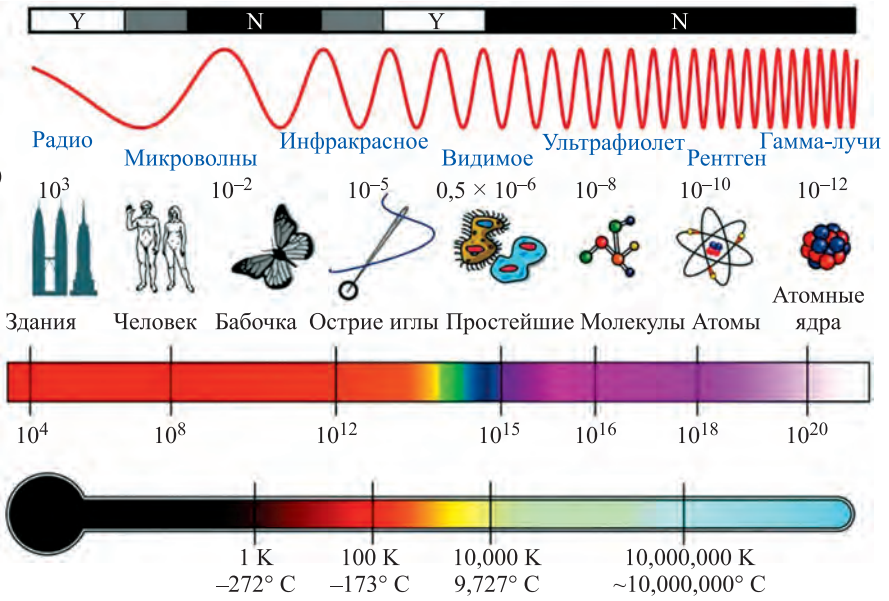 Y N Y N
Радио Микроволны Инфракрасное Видимое Ультрафиолет Рентген Гамма-лучи
10³ 10⁻² 10⁻⁵ 0,5 × 10⁻⁶ 10⁻⁸ 10⁻¹⁰ 10⁻¹²
Здания Человек Бабочка Острие иглы Простейшие Молекулы Атомы Атомные
ядра
10⁴ 10⁸ 10¹² 10¹⁵ 10¹⁶ 10¹⁸ 10²⁰
1 K 100 K 10,000 K 10,000,000 K
–272° C –173° C 9,727° C ~10,000,000° C